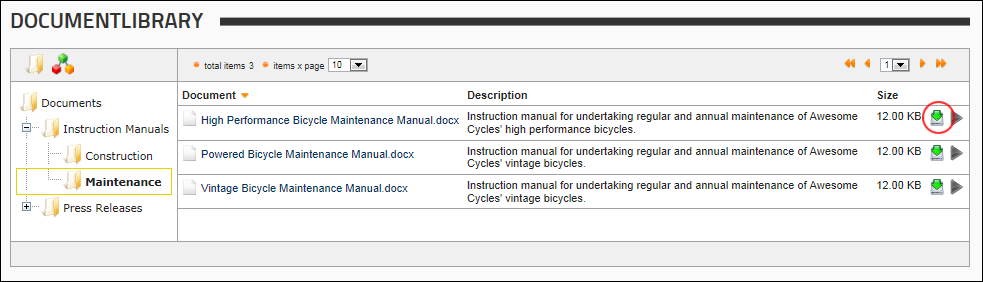 DOCUMENTLIBRARY
total items 3 items x page 10
1
Documents
Instruction Manuals
Construction
Maintenance
Press Releases
Document Description Size
High Performance Bicycle Maintenance Manual.docx Instruction manual for undertaking regular and annual maintenance of Awesome 12.00 KB
Cycles' high performance bicycles.
Powered Bicycle Maintenance Manual.docx Instruction manual for undertaking regular and annual maintenance of Awesome 12.00 KB
Cycles' vintage bicycles.
Vintage Bicycle Maintenance Manual.docx Instruction manual for undertaking regular and annual maintenance of Awesome 12.00 KB
Cycles' vintage bicycles.